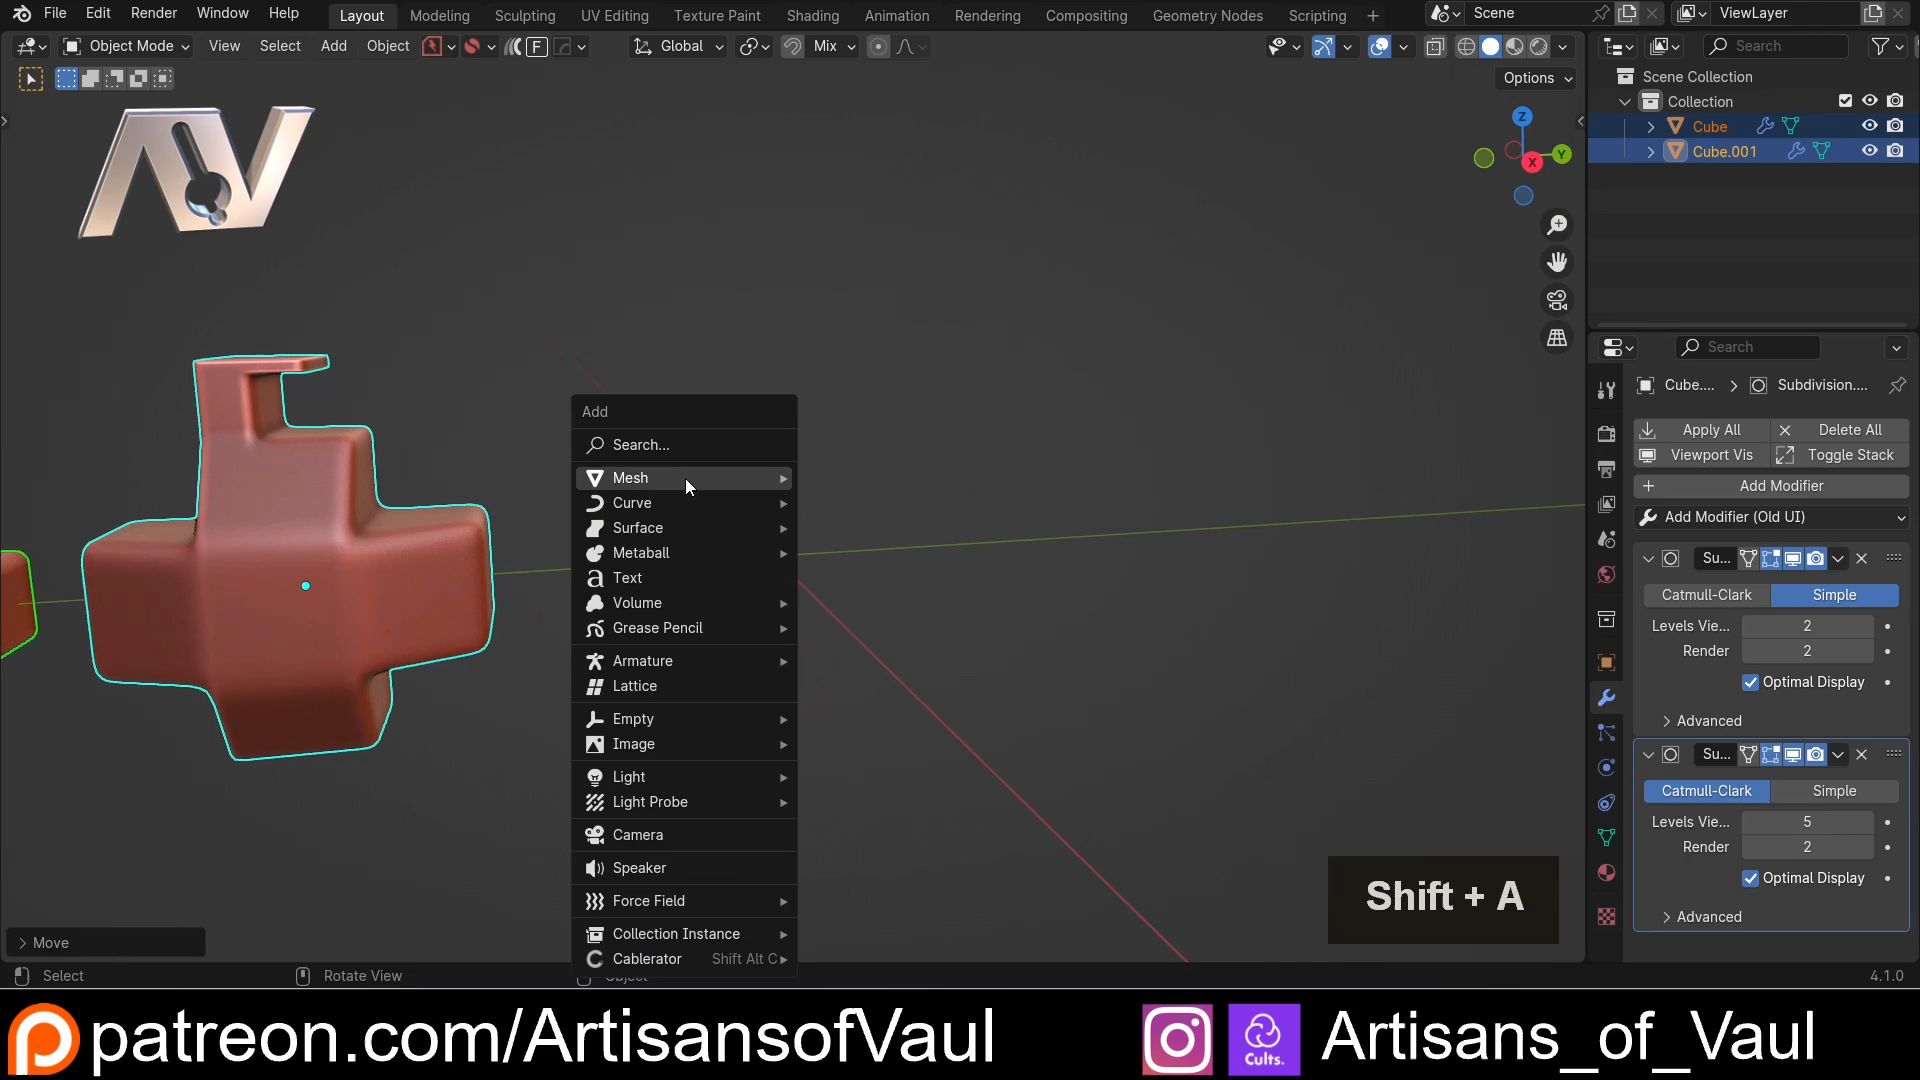 File Edit Render Window Help Layout Modeling Sculpting UV Editing Texture Paint Shading Animation Rendering Compositing Geometry Nodes Scripting + Scene ViewLayer
Object Mode View Select Add Object F Global Mix Search
Options
Scene Collection
Collection
Cube
Cube.001
Z
Y
X
Search
Cube.... Subdivision....
Apply All Delete All
Viewport Vis Toggle Stack
Add Modifier
Add Modifier (Old UI)
Su...
Catmull-Clark Simple
Levels Vie... 2
Render 2
Optimal Display
Advanced
Su...
Catmull-Clark Simple
Levels Vie... 5
Render 2
Optimal Display
Advanced
Add
Search...
Mesh
Curve
Surface
Metaball
Text
Volume
Grease Pencil
Armature
Lattice
Empty
Image
Light
Light Probe
Camera
Speaker
Force Field
Collection Instance
Cablerator Shift Alt C
Shift + A
Move
Select Rotate View Object 4.1.0
patreon.com/ArtisansofVaul Cults. Artisans_of_Vaul